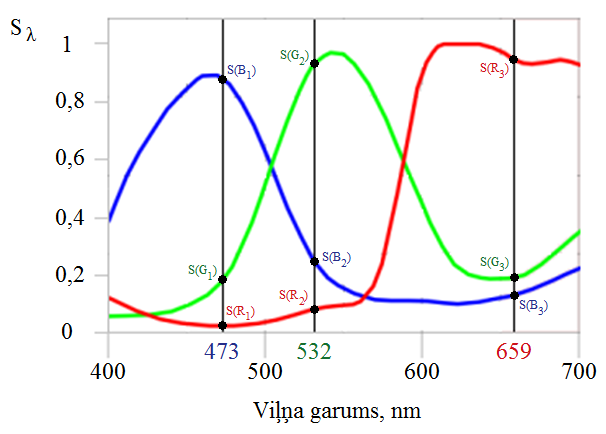 S λ
1
0,8
0,6
0,4
0,2
0
S(B1)
S(G2)
S(R3)
S(G1)
S(B2)
S(G3)
S(R1)
S(R2)
S(B3)
473 532 659
400 500 600 700
Viļņa garums, nm